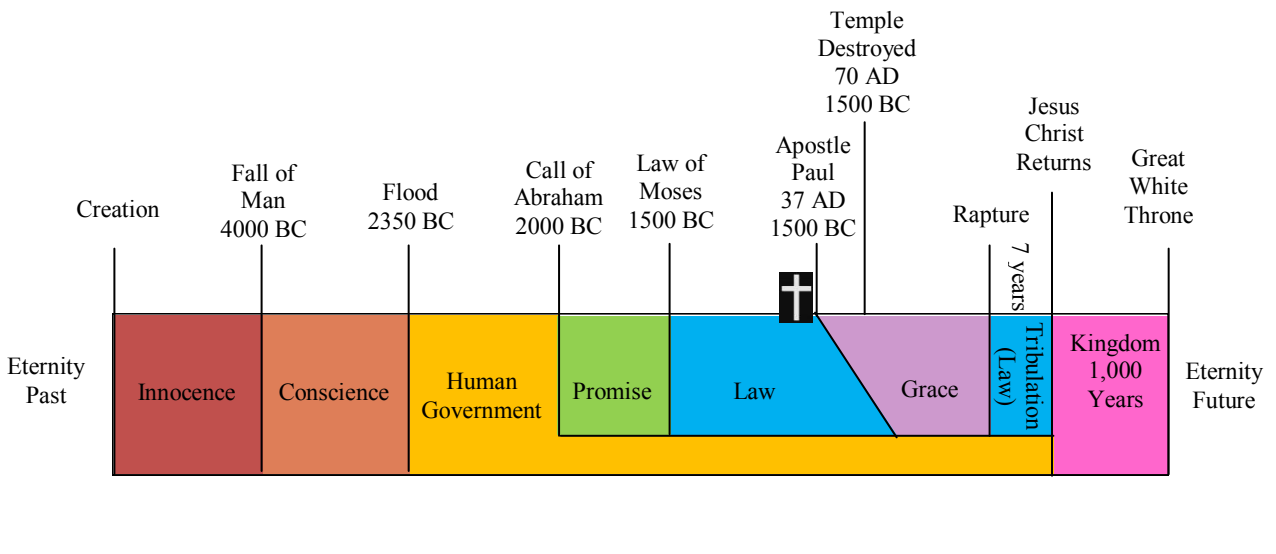 Temple
Destroyed
70 AD
1500 BC
Jesus
Christ
Returns
Apostle
Paul
37 AD
1500 BC
Great
White
Throne
Law of
Moses
1500 BC
Call of
Abraham
2000 BC
Fall of
Man
4000 BC
Flood
2350 BC
Creation
Rapture
7 years
Eternity
Past
Innocence
Conscience
Human
Government
Promise
Law
Grace
Tribulation
(Law)
Kingdom
1,000
Years
Eternity
Future